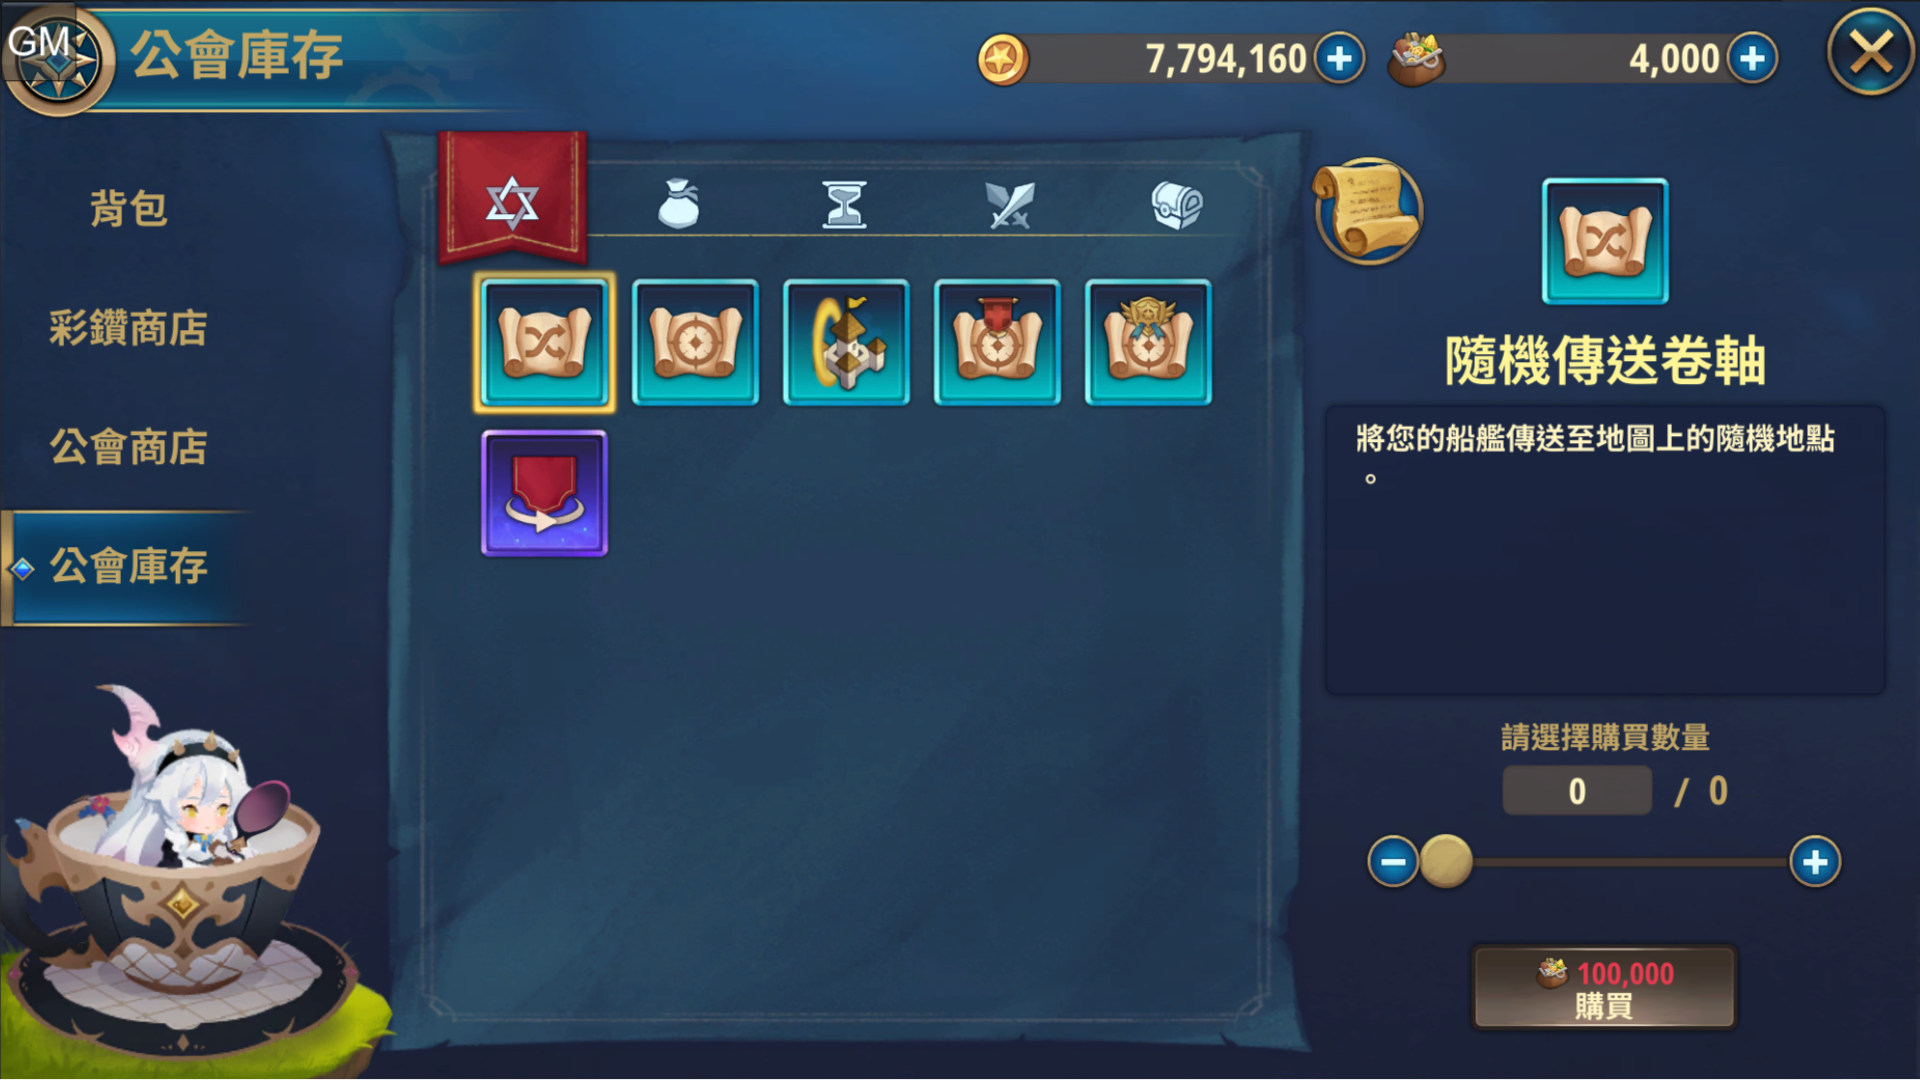 GM
公會庫存
7,794,160
4,000
背包
彩鑽商店
公會商店
公會庫存
隨機傳送卷軸
將您的船艦傳送至地圖上的隨機地點
。
請選擇購買數量
0 / 0
100,000
購買